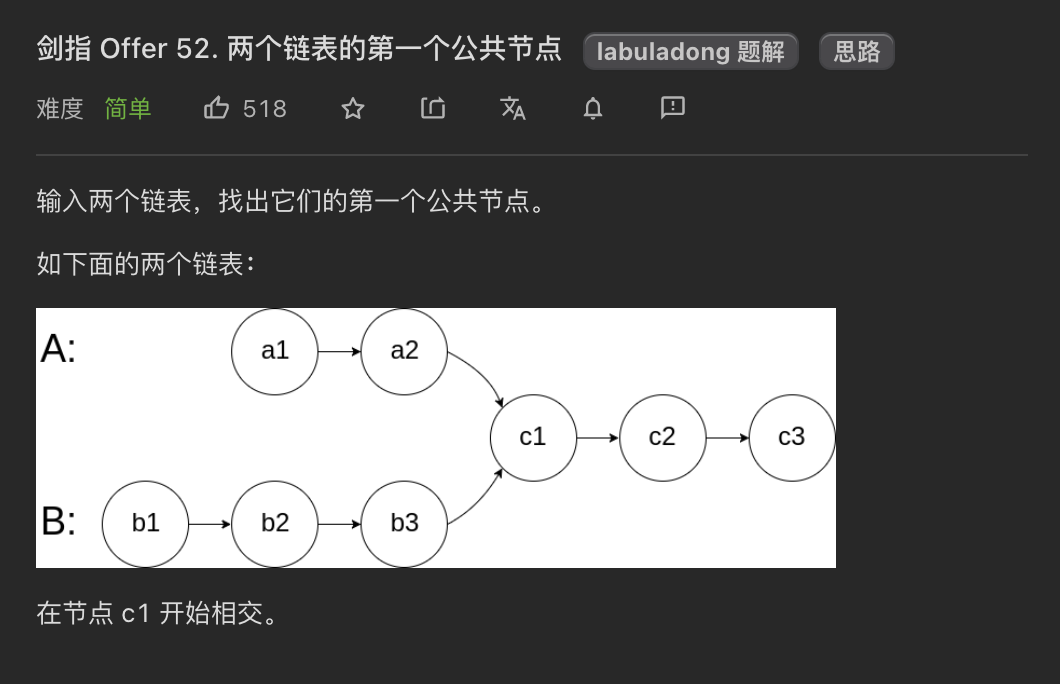 剑指 Offer 52. 两个链表的第一个公共节点 labuladong 题解 思路
难度 简单 518
输入两个链表，找出它们的第一个公共节点。
如下面的两个链表：
A: a1 a2
c1 c2 c3
B: b1 b2 b3
在节点 c1 开始相交。